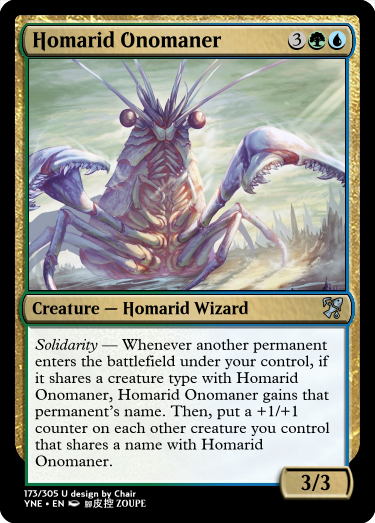 Homarid Onomaner 3
Creature — Homarid Wizard
Solidarity — Whenever another permanent
enters the battlefield under your control, if
it shares a creature type with Homarid
Onomaner, Homarid Onomaner gains that
permanent's name. Then, put a +1/+1
counter on each other creature you control
that shares a name with Homarid
Onomaner.
3/3
173/305 U design by Chair
YNE • EN 脚皮控 ZOUPE